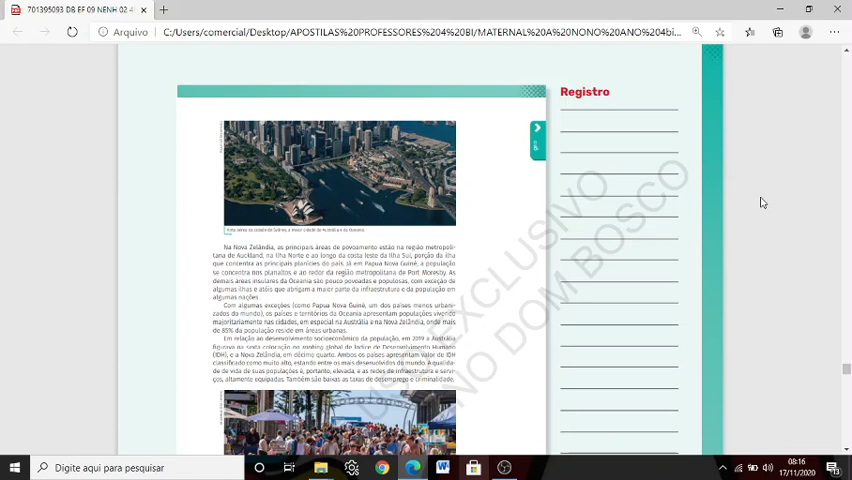 701395093 DB EF 09 NENH 02 4
Arquivo
C:/Users/comercial/Desktop/APOSTILAS%20PROFESSORES%204%20BI/MATERNAL%20A%20NONO%20ANO%204bi...
Registro
geo
Vista aérea da cidade de Sydney, a maior cidade da Austrália e da Oceania.
Na Nova Zelândia, as principais áreas de povoamento estão na região metropoli-
tana de Auckland, na Ilha Norte e ao longo da costa leste da Ilha Sul, porção da ilha
que concentra as principais planícies do país. Já em Papua Nova Guiné, a população
se concentra nos planaltos e ao redor da região metropolitana de Port Moresby. As
demais áreas insulares da Oceania são pouco povoadas e populosas, com exceção de
algumas ilhas e atóis que abrigam a maior parte da infraestrutura e da população em
algumas nações.
Com algumas exceções (como Papua Nova Guiné, um dos países menos urbani-
zados do mundo), os países e territórios da Oceania apresentam populações vivendo
majoritariamente nas cidades, em especial na Austrália e na Nova Zelândia, onde mais
de 85% da população reside em áreas urbanas.
Em relação ao desenvolvimento socioeconômico da população, em 2019 a Austrália
figurava na sexta colocação no ranking global do Índice de Desenvolvimento Humano
(IDH), e a Nova Zelândia, em décimo quarto. Ambos os países apresentam valor de IDH
classificado como muito alto, estando entre os mais desenvolvidos do mundo. A qualida-
de de vida de suas populações é, portanto, elevada, e as redes de infraestrutura e servi-
ços, altamente equipadas. Também são baixas as taxas de desemprego e criminalidade.
USO EXCLUSIVO
NO DOM BOSCO
Digite aqui para pesquisar
08:16
17/11/2020
13